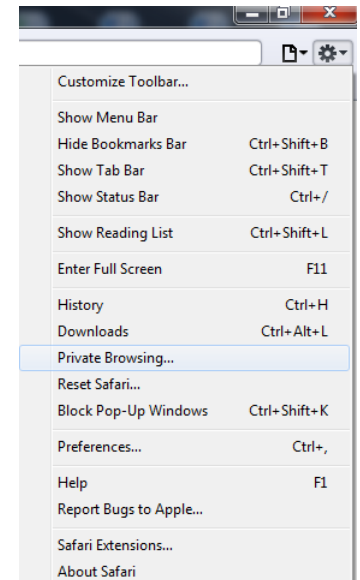 Customize Toolbar...
Show Menu Bar
Hide Bookmarks Bar Ctrl+Shift+B
Show Tab Bar Ctrl+Shift+T
Show Status Bar Ctrl+/
Show Reading List Ctrl+Shift+L
Enter Full Screen F11
History Ctrl+H
Downloads Ctrl+Alt+L
Private Browsing...
Reset Safari...
Block Pop-Up Windows Ctrl+Shift+K
Preferences... Ctrl+,
Help F1
Report Bugs to Apple...
Safari Extensions...
About Safari